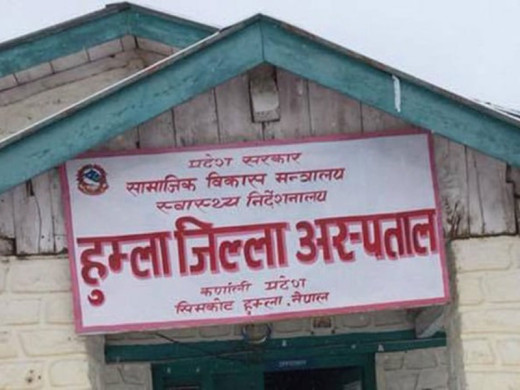 प्रदेश सरकार
सामाजिक विकास मन्त्रालय
स्वास्थ्य निर्देशनालय
हुम्ला जिल्ला अस्पताल
कर्णाली प्रदेश
सिमकोट हुम्ला, नेपाल